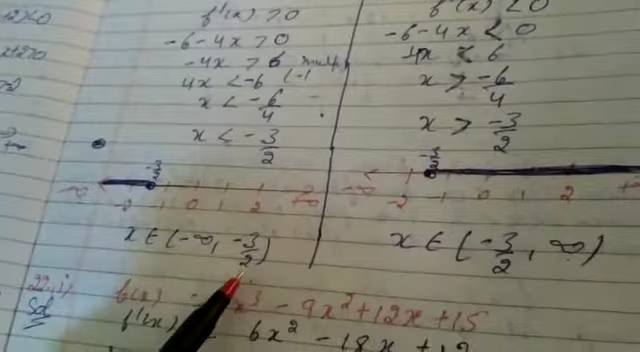 f'(x) > 0
-6-4x > 0
-4x > 6
4x < -6
x < -6/4
x < -3/2
-3/2
-∞ -2 0 1 2
x ∈ (-∞, -3/2)
f'(x) < 0
-6-4x < 0
4x < 6
x > -6/4
x > -3/2
-3/2
-∞ -2 -1 0 2
x ∈ (-3/2, ∞)
f(x) x³ - 9x² + 12x + 15
Sol
f'(x) = 6x² - 18x + 12